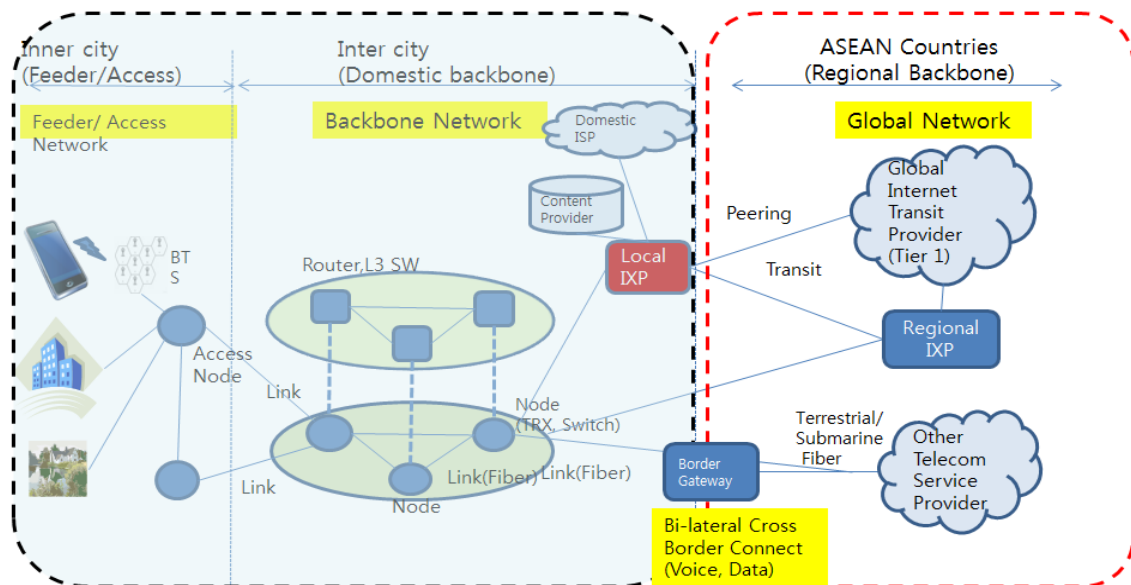 Inner city
(Feeder/Access)
Inter city
(Domestic backbone)
ASEAN Countries
(Regional Backbone)
Feeder/ Access
Network
Backbone Network
Domestic
ISP
Global Network
Content
Provider
Global
Internet
Transit
Provider
(Tier 1)
Peering
BT
S
Router,L3 SW
Local
IXP
Transit
Regional
IXP
Access
Node
Link
Node
(TRX, Switch)
Terrestrial/
Submarine
Fiber
Other
Telecom
Service
Provider
Link
Link(Fiber)
Link(Fiber)
Node
Border
Gateway
Bi-lateral Cross
Border Connect
(Voice, Data)